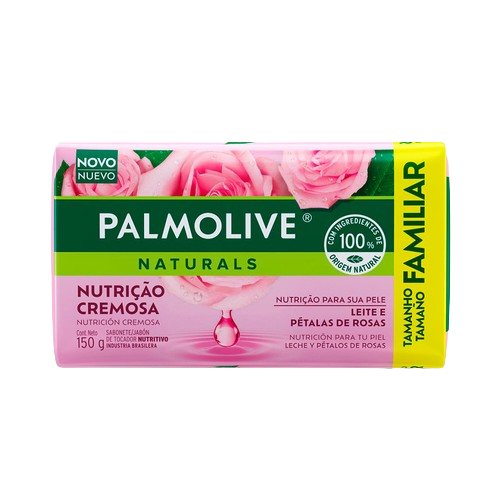 NOVO
NUEVO
PALMOLIVE®
NATURALS
COM INGREDIENTES DE
100%
ORIGEM NATURAL
NUTRIÇÃO
CREMOSA
NUTRICIÓN CREMOSA
Cont. Neto
150 g
SABONETE/JABÓN
DE TOCADOR NUTRITIVO
INDUSTRIA BRASILEIRA
NUTRIÇÃO PARA SUA PELE
LEITE E
PÉTALAS DE ROSAS
NUTRICIÓN PARA TU PIEL
LECHE Y PÉTALOS DE ROSAS
TAMANHO
TAMAÑO
FAMILIAR